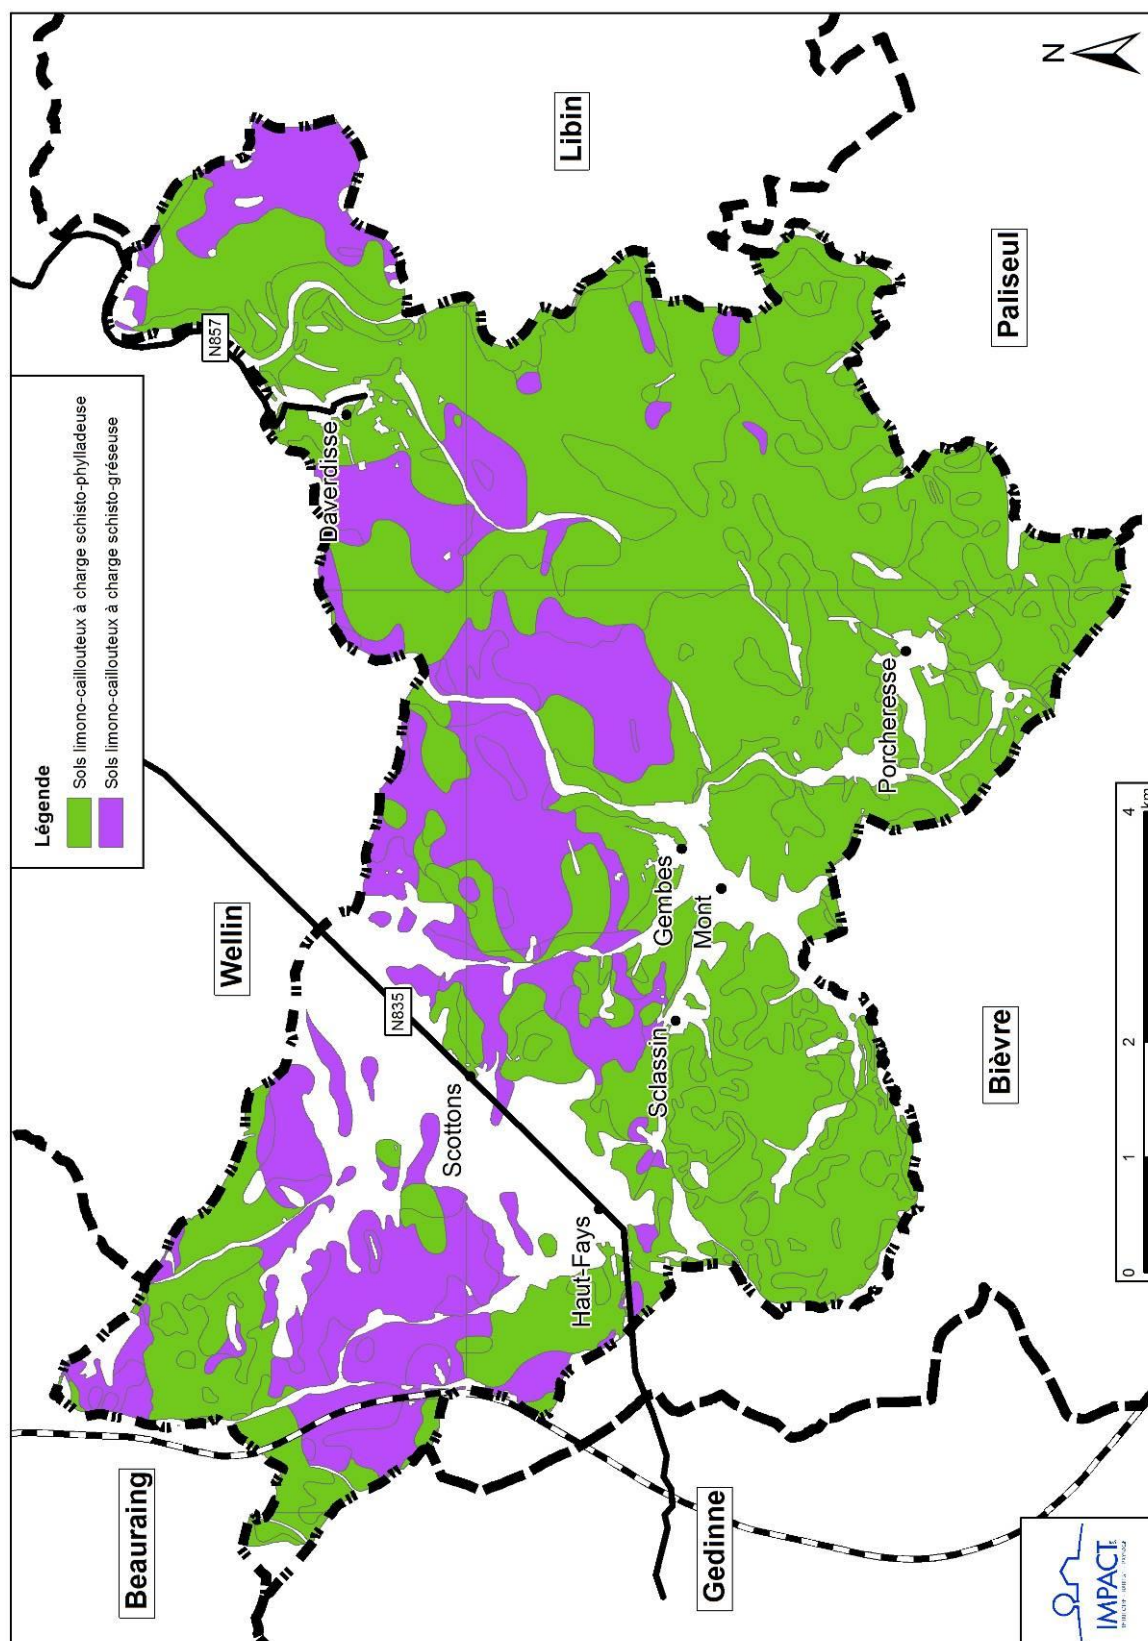 Légende
Sols limono-caillouteux à charge schisto-phylladeuse
Sols limono-caillouteux à charge schisto-gréseuse
Beauraing
Wellin
N857
Libin
N
N835
Daverdisse
Scottons
Haut-Fays
Sclassin
Gembes
Mont
Porcheresse
Gedinne
Bièvre
Paliseul
0
1
2
4
km
IMPACT